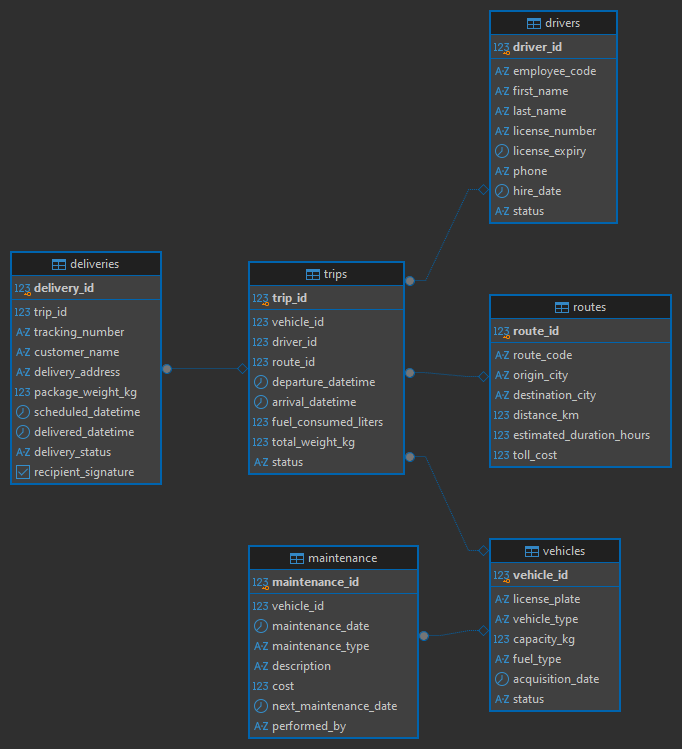 drivers
123 driver_id
A-Z employee_code
A-Z first_name
A-Z last_name
A-Z license_number
license_expiry
A-Z phone
hire_date
A-Z status
deliveries
123 delivery_id
123 trip_id
A-Z tracking_number
A-Z customer_name
A-Z delivery_address
123 package_weight_kg
scheduled_datetime
delivered_datetime
A-Z delivery_status
recipient_signature
trips
123 trip_id
123 vehicle_id
123 driver_id
123 route_id
departure_datetime
arrival_datetime
123 fuel_consumed_liters
123 total_weight_kg
A-Z status
routes
123 route_id
A-Z route_code
A-Z origin_city
A-Z destination_city
123 distance_km
123 estimated_duration_hours
123 toll_cost
maintenance
123 maintenance_id
123 vehicle_id
maintenance_date
A-Z maintenance_type
A-Z description
123 cost
next_maintenance_date
A-Z performed_by
vehicles
123 vehicle_id
A-Z license_plate
A-Z vehicle_type
123 capacity_kg
A-Z fuel_type
acquisition_date
A-Z status